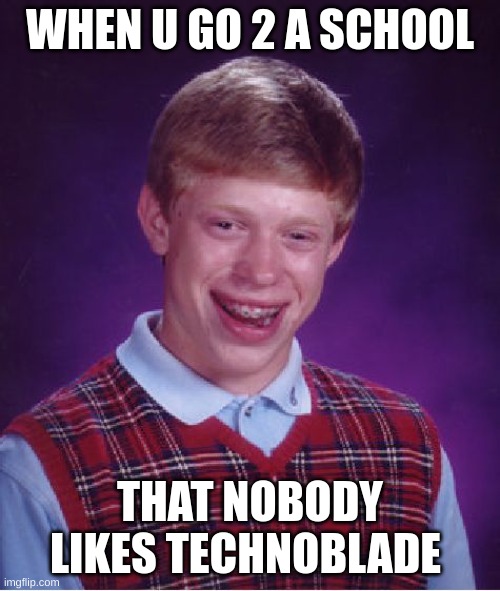 WHEN U GO 2 A SCHOOL
THAT NOBODY
LIKES TECHNOBLADE
imgflip.com